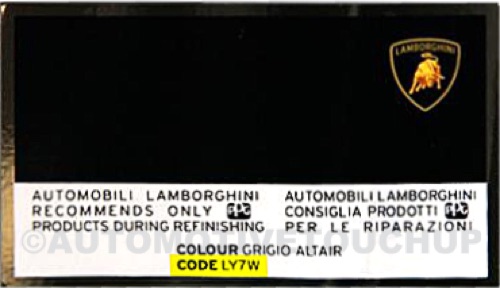 LAMBORGHINI
AUTOMOBILI LAMBORGHINI
RECOMMENDS ONLY PPG
PRODUCTS DURING REFINISHING
AUTOMOBILI LAMBORGHINI
CONSIGLIA PRODOTTI PPG
PER LE RIPARAZIONI
©AUTOMOTIVETOUCHUP
COLOUR GRIGIO ALTAIR
CODE LY7W